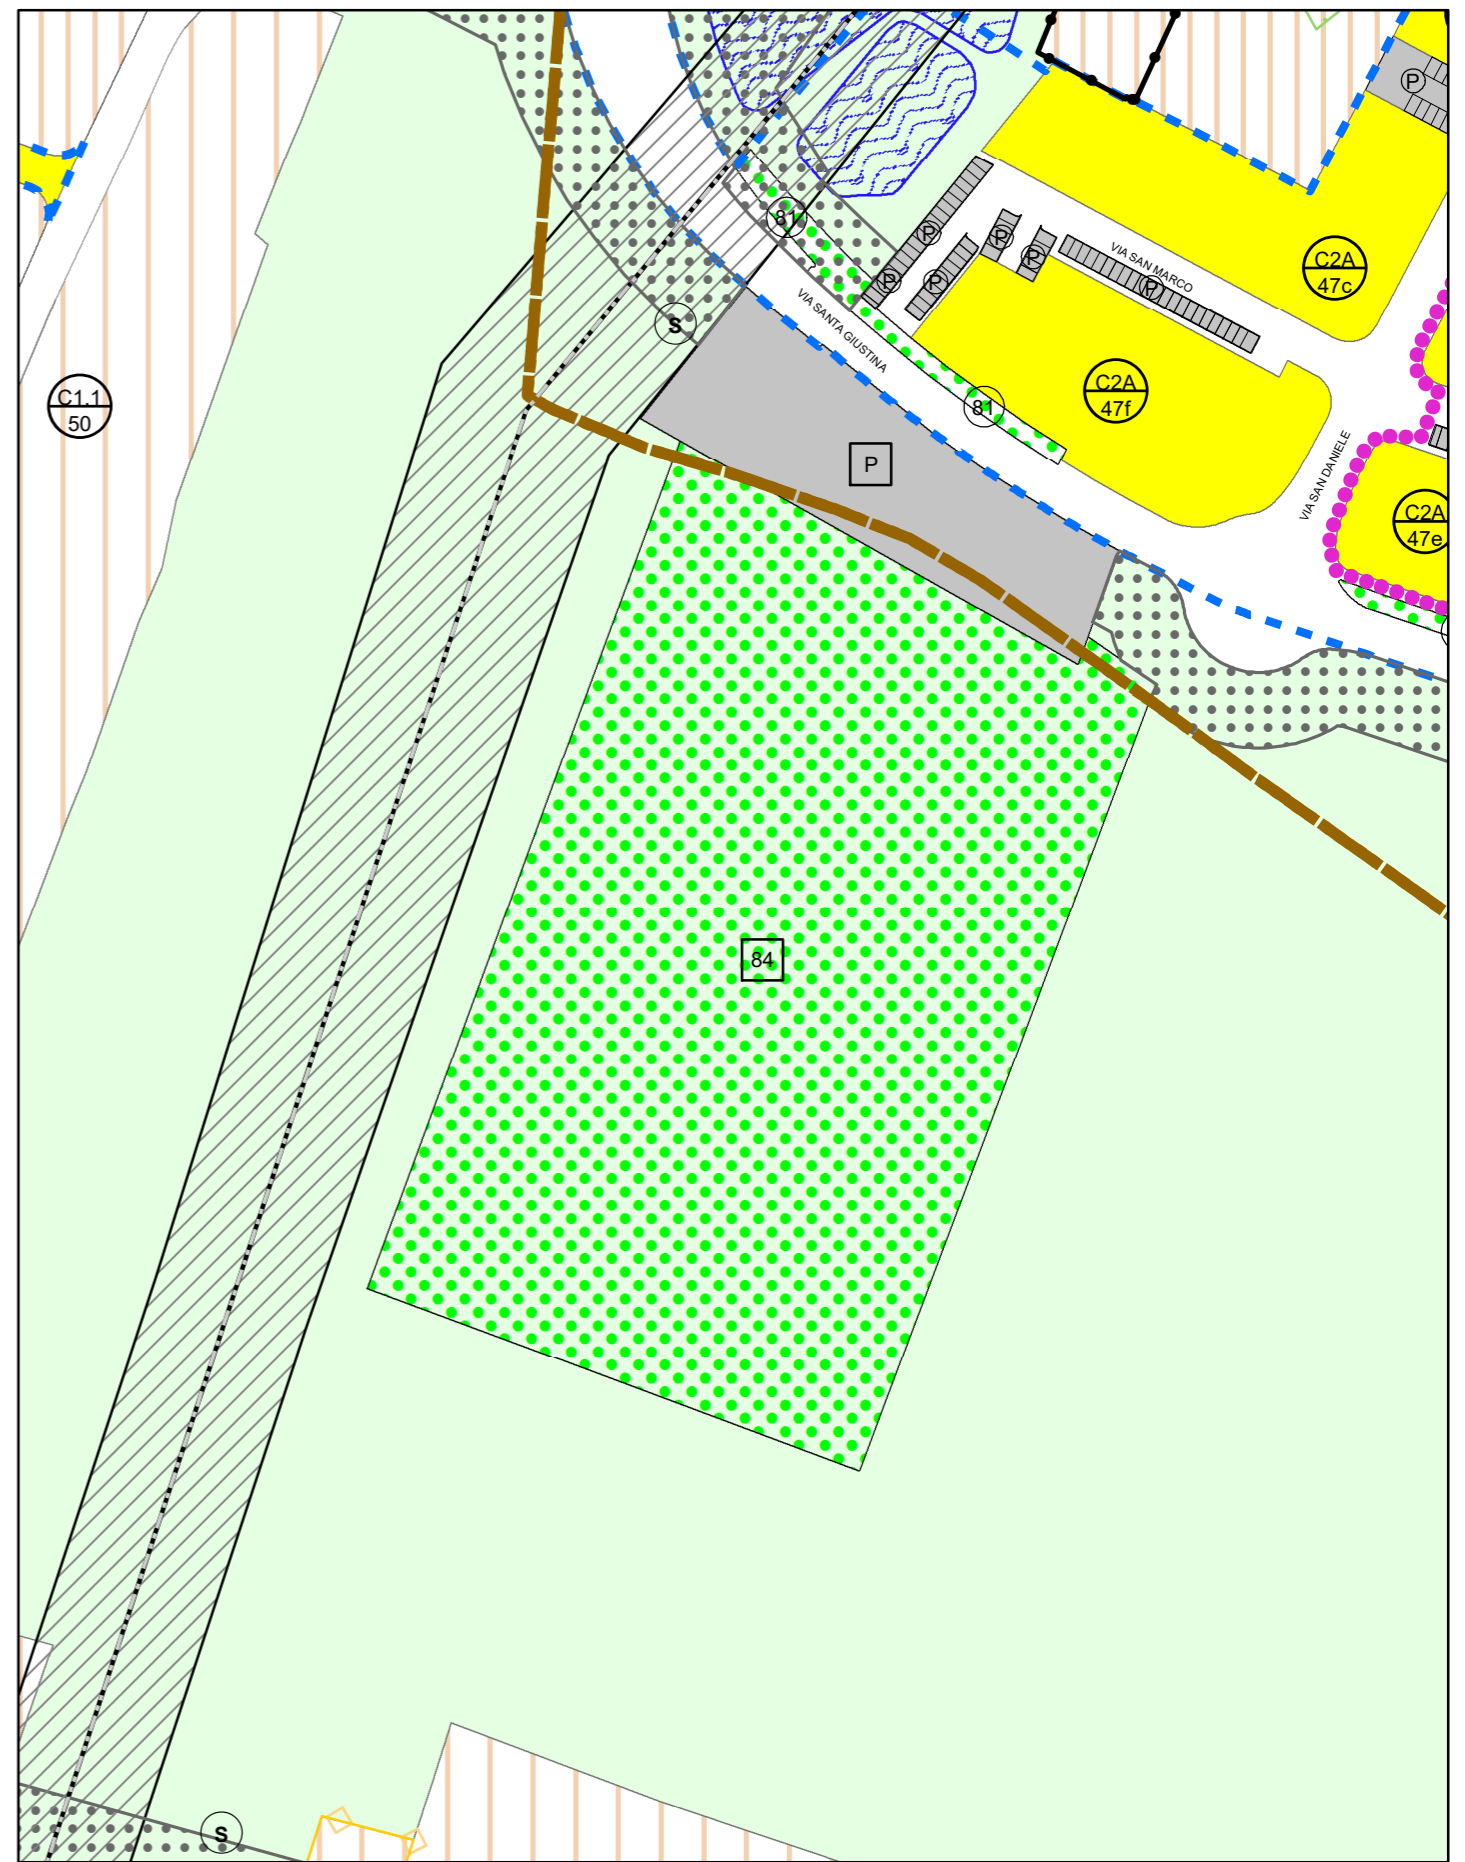 P
81
P
P
P
P
P
VIA SAN MARCO
C2A
47c
S
VIA SANTA GIUSTINA
C1.1
50
C2A
47f
81
P
VIA SAN DANIELE
C2A
47e
84
S